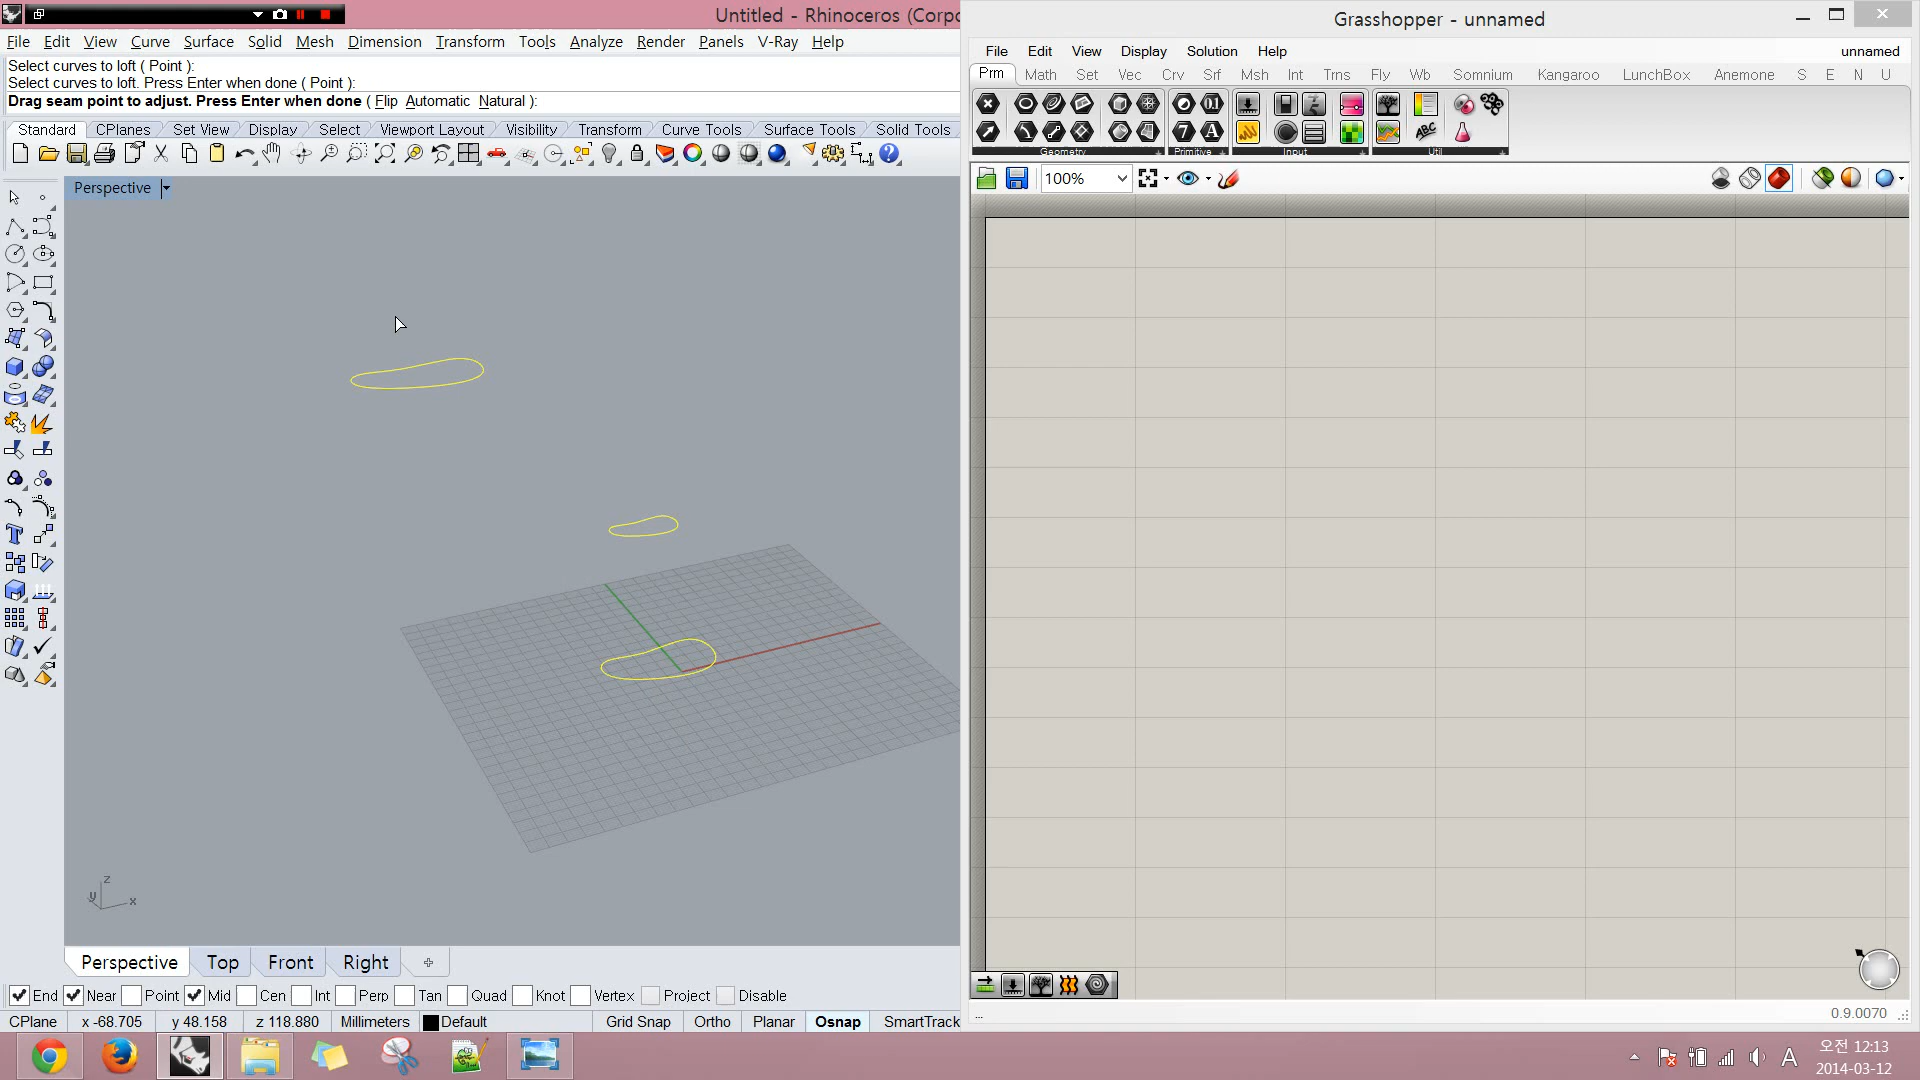 Untitled - Rhinoceros (Corpo
File Edit View Curve Surface Solid Mesh Dimension Transform Tools Analyze Render Panels V-Ray Help
Select curves to loft ( Point ):
Select curves to loft. Press Enter when done ( Point ):
Drag seam point to adjust. Press Enter when done ( Flip Automatic Natural ):
Standard CPlanes Set View Display Select Viewport Layout Visibility Transform Curve Tools Surface Tools Solid Tools
Perspective
z
y
x
Perspective Top Front Right
End Near Point Mid Cen Int Perp Tan Quad Knot Vertex Project Disable
CPlane x -68.705 y 48.158 z 118.880 Millimeters Default Grid Snap Ortho Planar Osnap SmartTrack
Grasshopper - unnamed
File Edit View Display Solution Help unnamed
Prm Math Set Vec Crv Srf Msh Int Trns Fly Wb Somnium Kangaroo LunchBox Anemone S E N U
Geometry Primitive Input Util
100%
...
0.9.0070
A
오전 12:13
2014-03-12